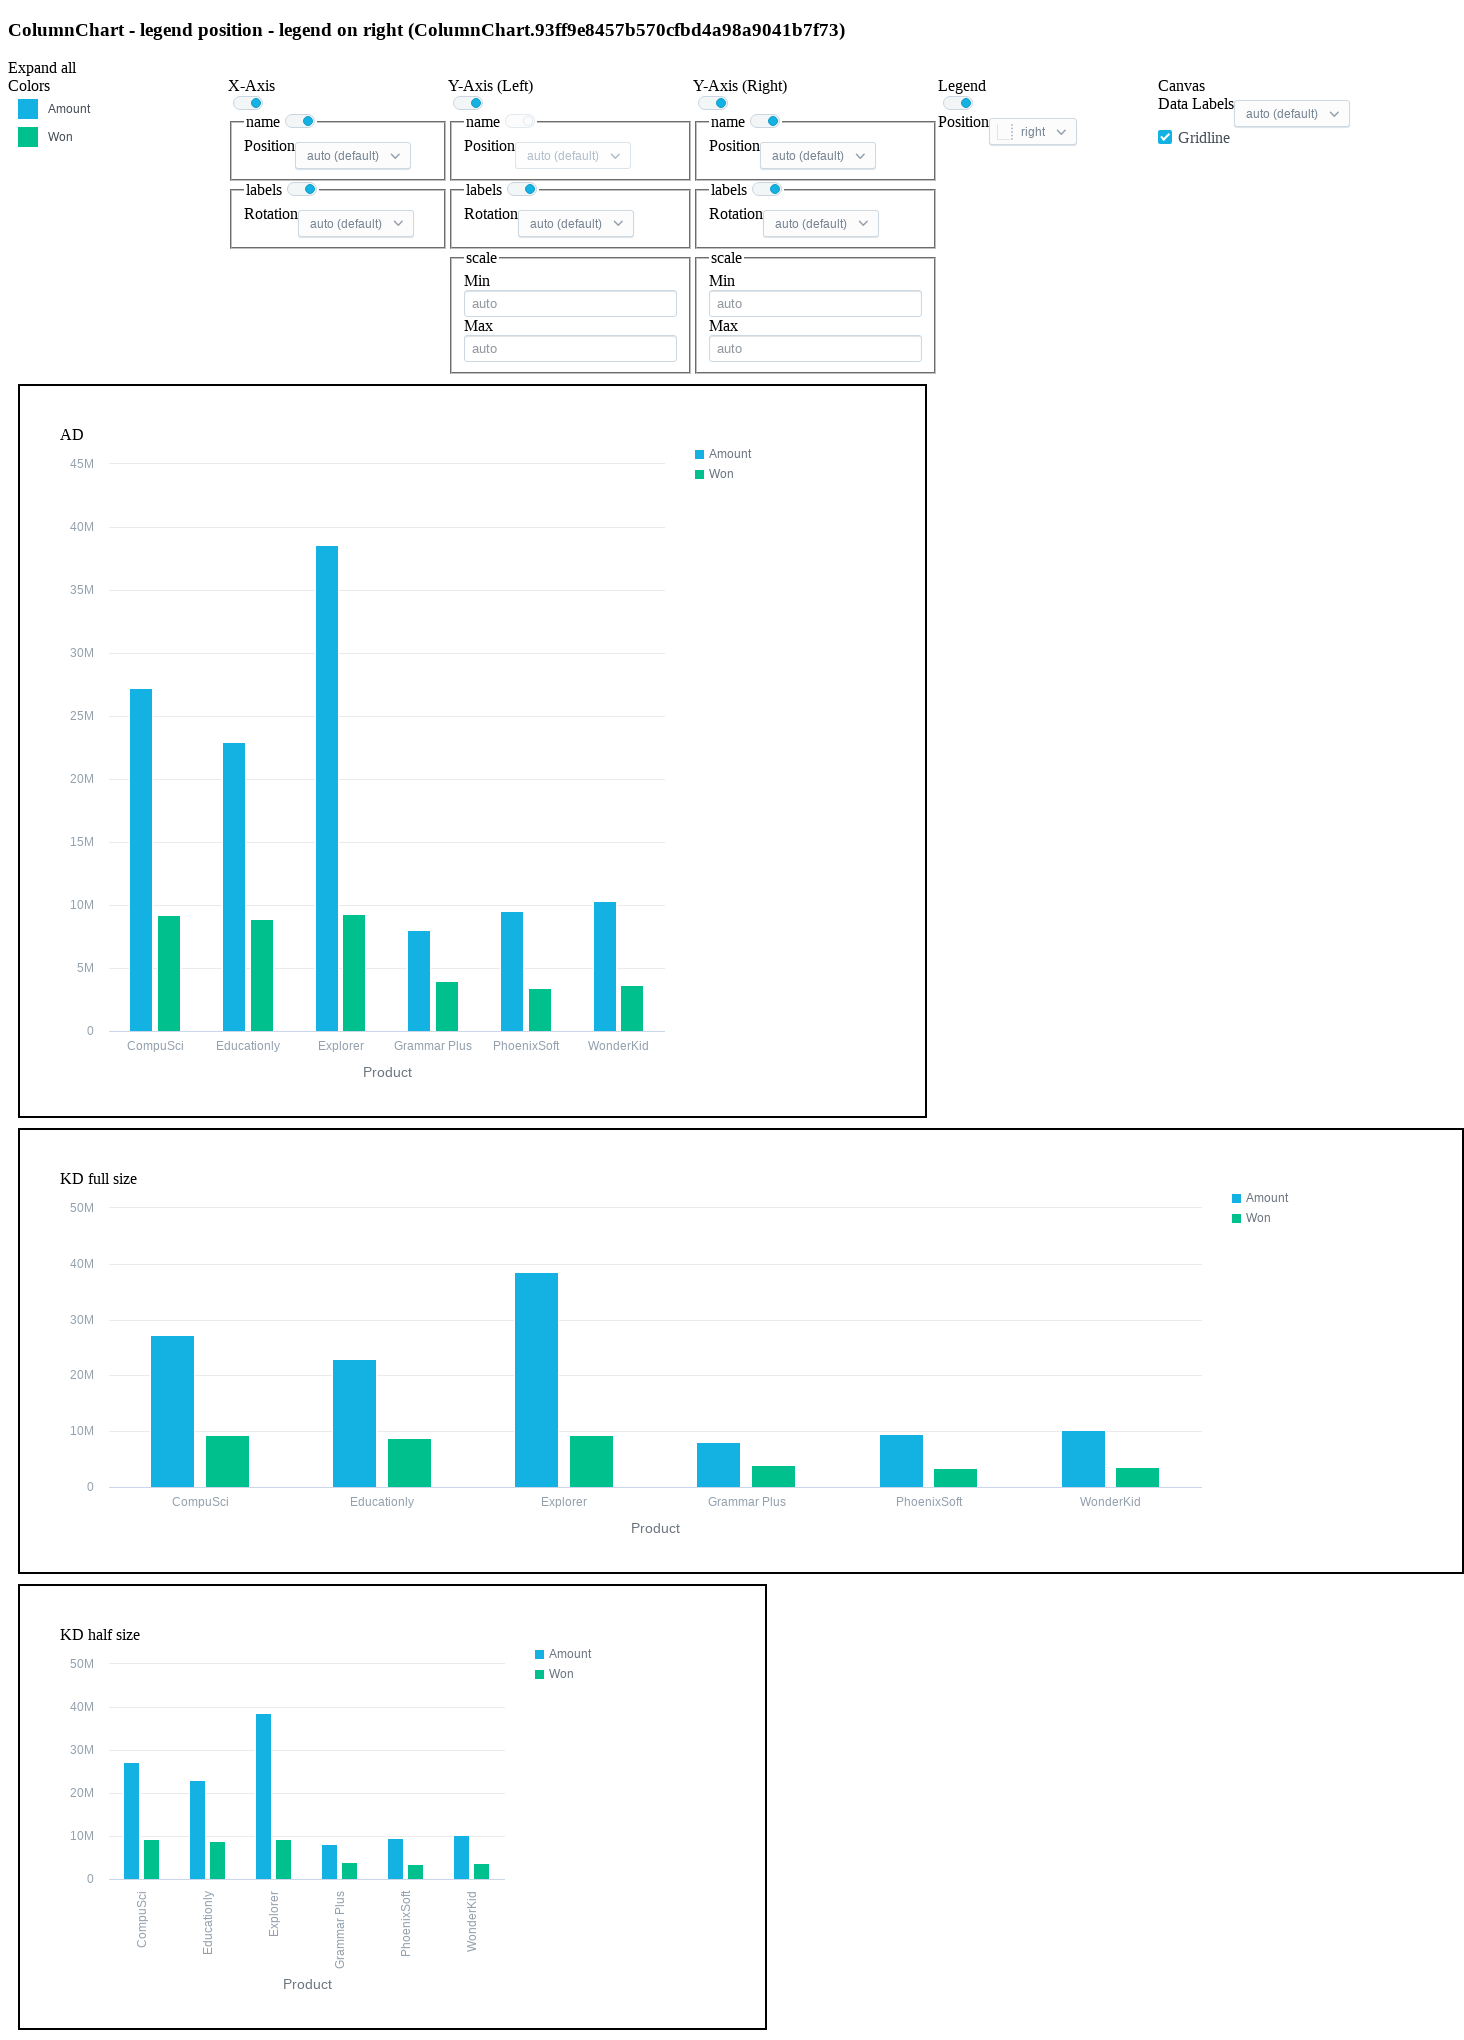 ColumnChart - legend position - legend on right (ColumnChart.93ff9e8457b570cfbd4a98a9041b7f73)
Expand all
Colors
Amount
Won
X-Axis
name
Position auto (default)
labels
Rotation auto (default)
Y-Axis (Left)
name
Position auto (default)
labels
Rotation auto (default)
scale
Min
auto
Max
auto
Y-Axis (Right)
name
Position auto (default)
labels
Rotation auto (default)
scale
Min
auto
Max
auto
Legend
Position right
Canvas
Data Labels auto (default)
Gridline
AD
45M
40M
35M
30M
25M
20M
15M
10M
5M
0
CompuSci Educationly Explorer Grammar Plus PhoenixSoft WonderKid
Product
Amount
Won
KD full size
50M
40M
30M
20M
10M
0
CompuSci Educationly Explorer Grammar Plus PhoenixSoft WonderKid
Product
Amount
Won
KD half size
50M
40M
30M
20M
10M
0
CompuSci
Educationly
Explorer
Grammar Plus
PhoenixSoft
WonderKid
Product
Amount
Won